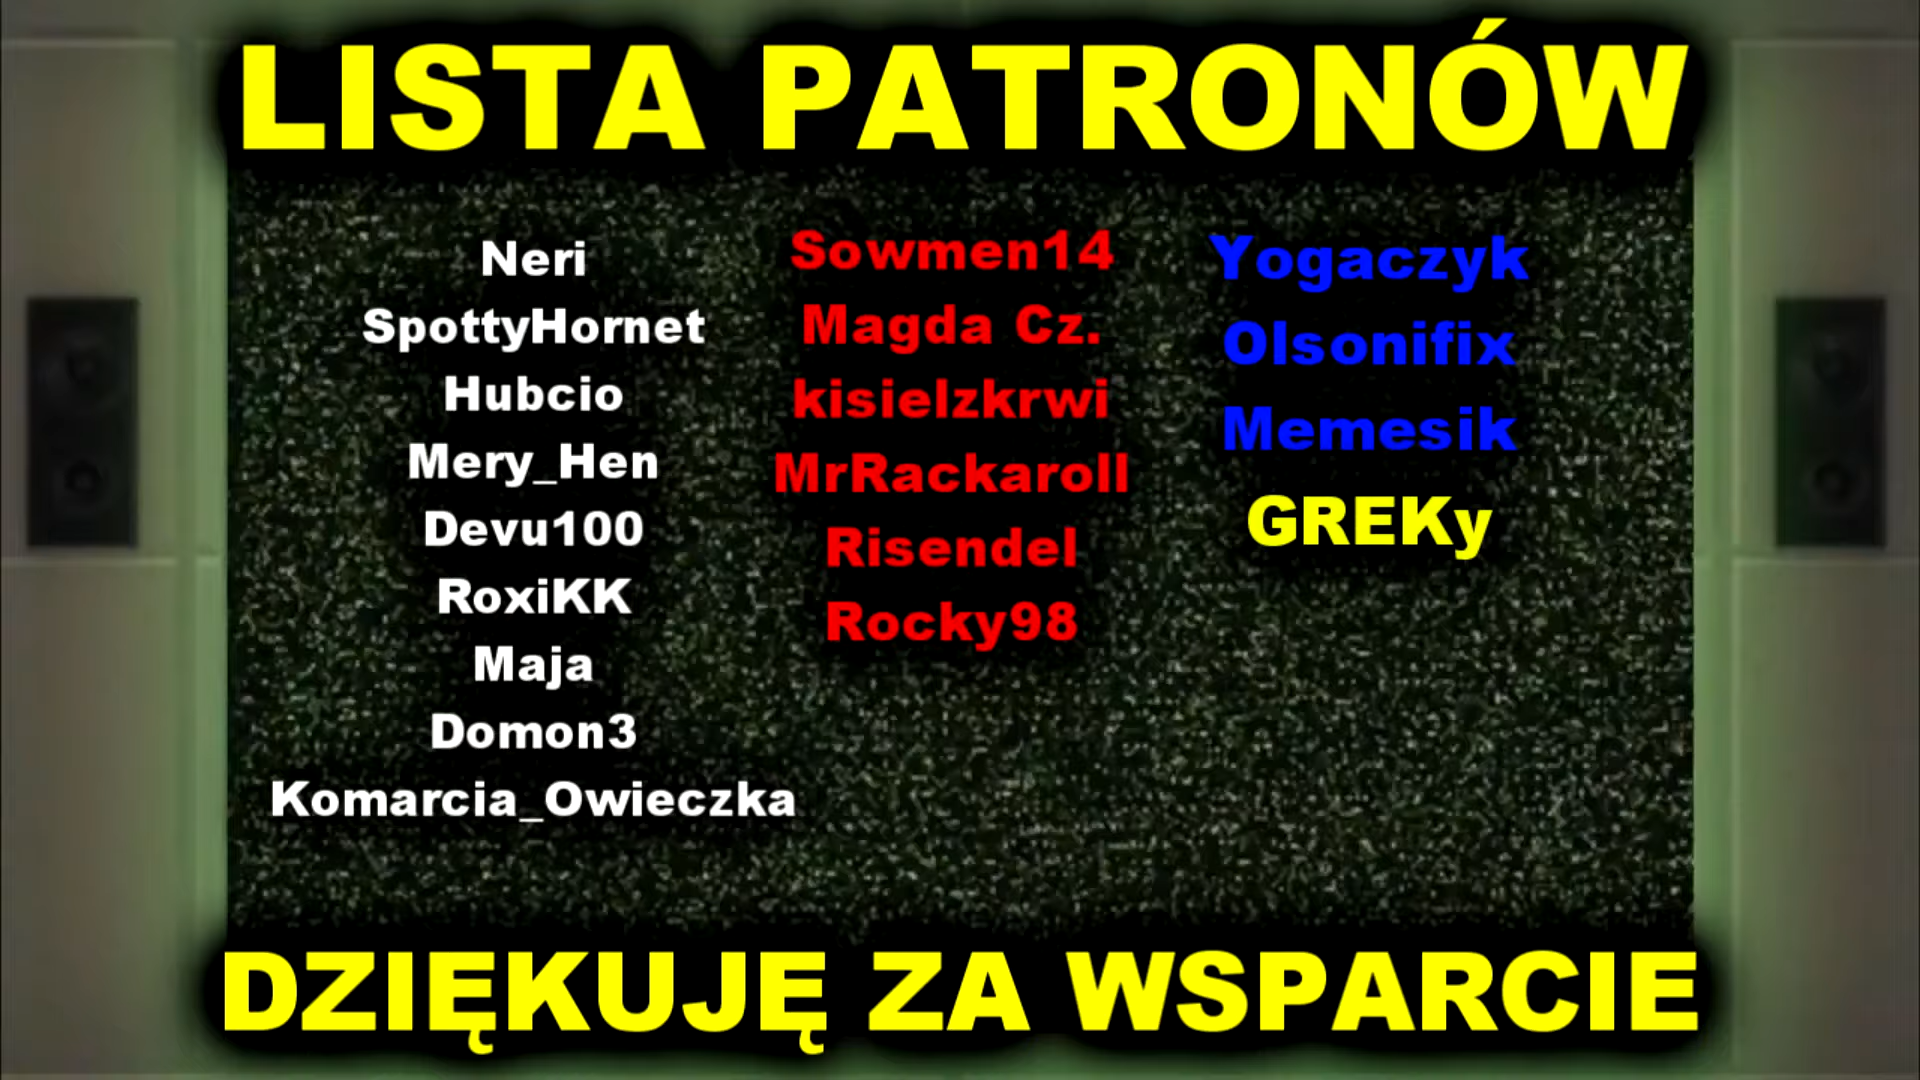 LISTA PATRONÓW
Neri
SpottyHornet
Hubcio
Mery_Hen
Devu100
RoxiKK
Maja
Domon3
Komarcia_Owieczka
Sowmen14
Magda Cz.
kisielzkrwi
MrRackaroll
Risendel
Rocky98
Yogaczyk
Olsonifix
Memesik
GREKy
DZIĘKUJĘ ZA WSPARCIE